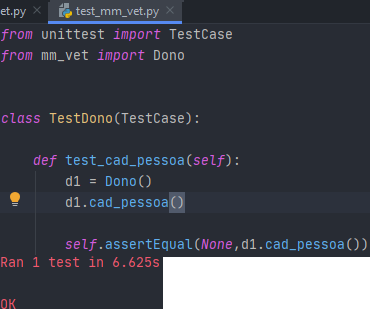 et.py × test_mm_vet.py ×
from unittest import TestCase
from mm_vet import Dono
class TestDono(TestCase):
def test_cad_pessoa(self):
d1 = Dono()
d1.cad_pessoa()
self.assertEqual(None,d1.cad_pessoa())
Ran 1 test in 6.625s
OK